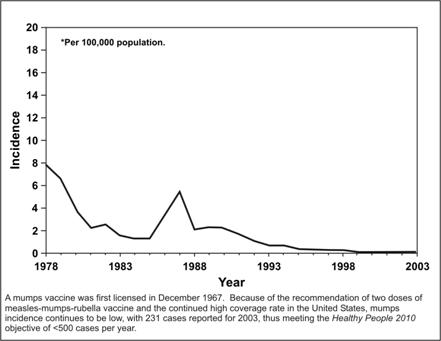 20
*Per 100,000 population.
18
16
14
12
Incidence
10
8
6
4
2
0
1978 1983 1988 1993 1998 2003
Year
A mumps vaccine was first licensed in December 1967. Because of the recommendation of two doses of
measles-mumps-rubella vaccine and the continued high coverage rate in the United States, mumps
incidence continues to be low, with 231 cases reported for 2003, thus meeting the Healthy People 2010
objective of <500 cases per year.